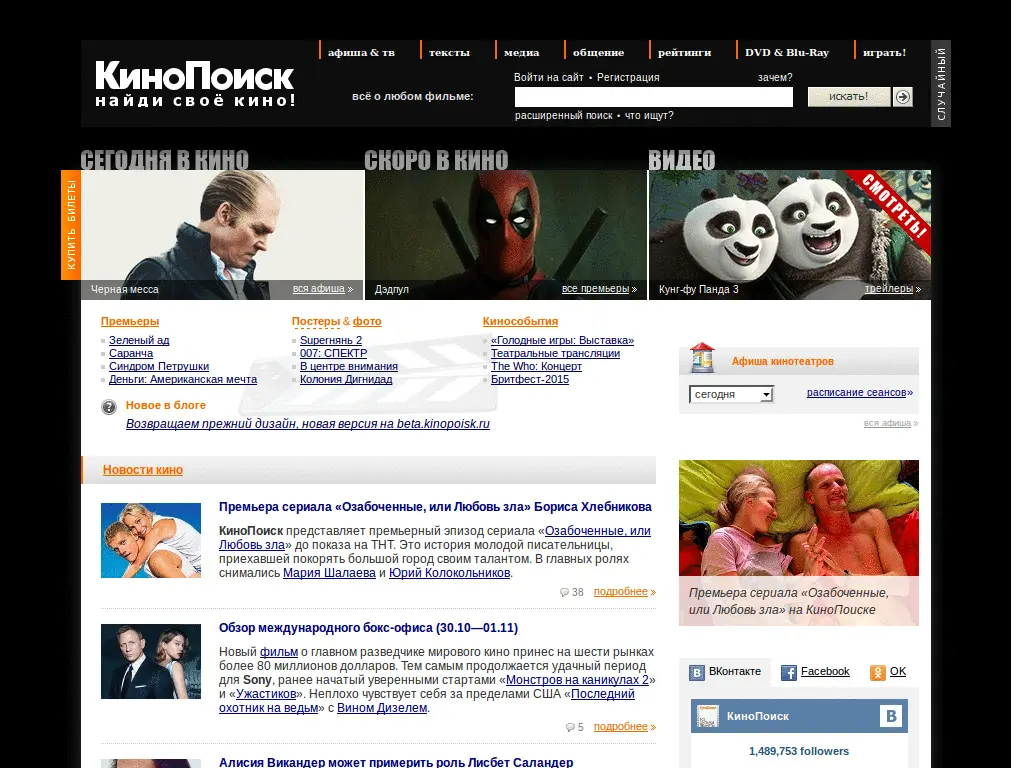 афиша & тв
тексты
медиа
общение
рейтинги
DVD & Blu-Ray
играть!
СЛУЧАЙНЫЙ
КиноПоиск
найди своё кино!
Войти на сайт • Регистрация
зачем?
всё о любом фильме:
искать!
расширенный поиск • что ищут?
СЕГОДНЯ В КИНО
СКОРО В КИНО
ВИДЕО
КУПИТЬ БИЛЕТЫ
СМОТРЕТЬ!
Черная месса
вся афиша »
Дэдпул
все премьеры »
Кунг-фу Панда 3
трейлеры »
Премьеры
Зеленый ад
Саранча
Синдром Петрушки
Деньги: Американская мечта
Постеры & фото
Superнянь 2
007: СПЕКТР
В центре внимания
Колония Дигнидад
Кинособытия
«Голодные игры: Выставка»
Театральные трансляции
The Who: Концерт
Бритфест-2015
Афиша кинотеатров
сегодня
расписание сеансов»
вся афиша »
? Новое в блоге
Возвращаем прежний дизайн, новая версия на beta.kinopoisk.ru
Новости кино
Премьера сериала «Озабоченные, или Любовь зла» Бориса Хлебникова
КиноПоиск представляет премьерный эпизод сериала «Озабоченные, или
Любовь зла» до показа на ТНТ. Это история молодой писательницы,
приехавшей покорять большой город своим талантом. В главных ролях
снимались Мария Шалаева и Юрий Колокольников.
38 подробнее »
Обзор международного бокс-офиса (30.10—01.11)
Новый фильм о главном разведчике мирового кино принес на шести рынках
более 80 миллионов долларов. Тем самым продолжается удачный период
для Sony, ранее начатый уверенными стартами «Монстров на каникулах 2»
и «Ужастиков». Неплохо чувствует себя за пределами США «Последний
охотник на ведьм» с Вином Дизелем.
5 подробнее »
Алисия Викандер может примерить роль Лисбет Саландер
Премьера сериала «Озабоченные,
или Любовь зла» на КиноПоиске
ВКонтакте
Facebook
OK
КиноПоиск
1,489,753 followers